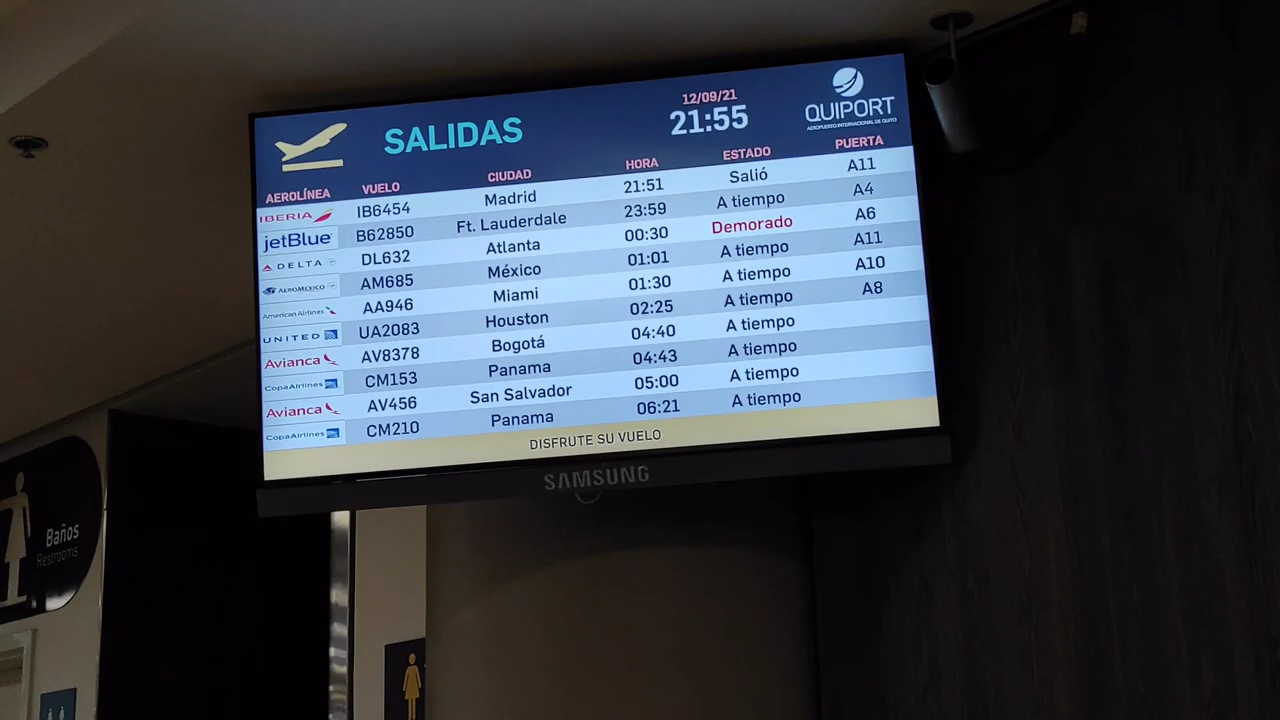 SALIDAS
12/09/21
21:55
QUIPORT
AEROPUERTO INTERNACIONAL DE QUITO
AEROLÍNEA VUELO CIUDAD HORA ESTADO PUERTA
IBERIA IB6454 Madrid 21:51 Salió A11
jetBlue B62850 Ft. Lauderdale 23:59 A tiempo A4
DELTA DL632 Atlanta 00:30 Demorado A6
AEROMEXICO AM685 México 01:01 A tiempo A11
American Airlines AA946 Miami 01:30 A tiempo A10
UNITED UA2083 Houston 02:25 A tiempo A8
Avianca AV8378 Bogotá 04:40 A tiempo
CopaAirlines CM153 Panama 04:43 A tiempo
Avianca AV456 San Salvador 05:00 A tiempo
CopaAirlines CM210 Panama 06:21 A tiempo
DISFRUTE SU VUELO
SAMSUNG
Baños
Restrooms